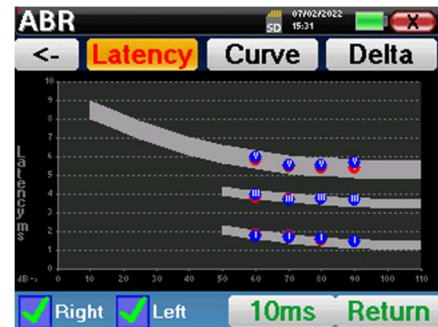 ABR
SD
07/02/2022
15:31
X
<-
Latency
Curve
Delta
Latency ms
10
9
8
7
6
5
4
3
2
1
0
V V V V
III III III III
I I I I
dB->
0 10 20 30 40 50 60 70 80 90 100 110
Right
Left
10ms
Return